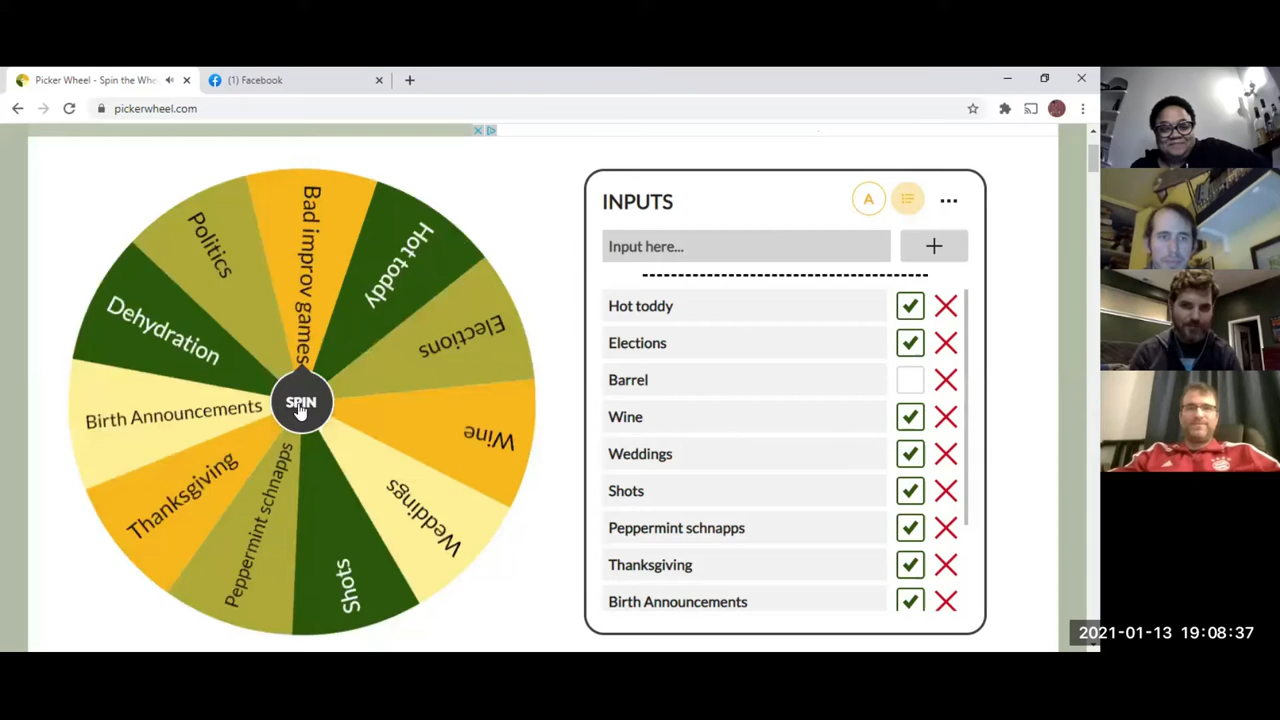 Picker Wheel - Spin the Whe
(1) Facebook
pickerwheel.com
Bad improv games
Hot toddy
Elections
Wine
Weddings
Shots
Peppermint schnapps
Thanksgiving
Birth Announcements
Dehydration
Politics
SPIN
INPUTS
A
Input here...
Hot toddy
Elections
Barrel
Wine
Weddings
Shots
Peppermint schnapps
Thanksgiving
Birth Announcements
2021-01-13 19:08:37